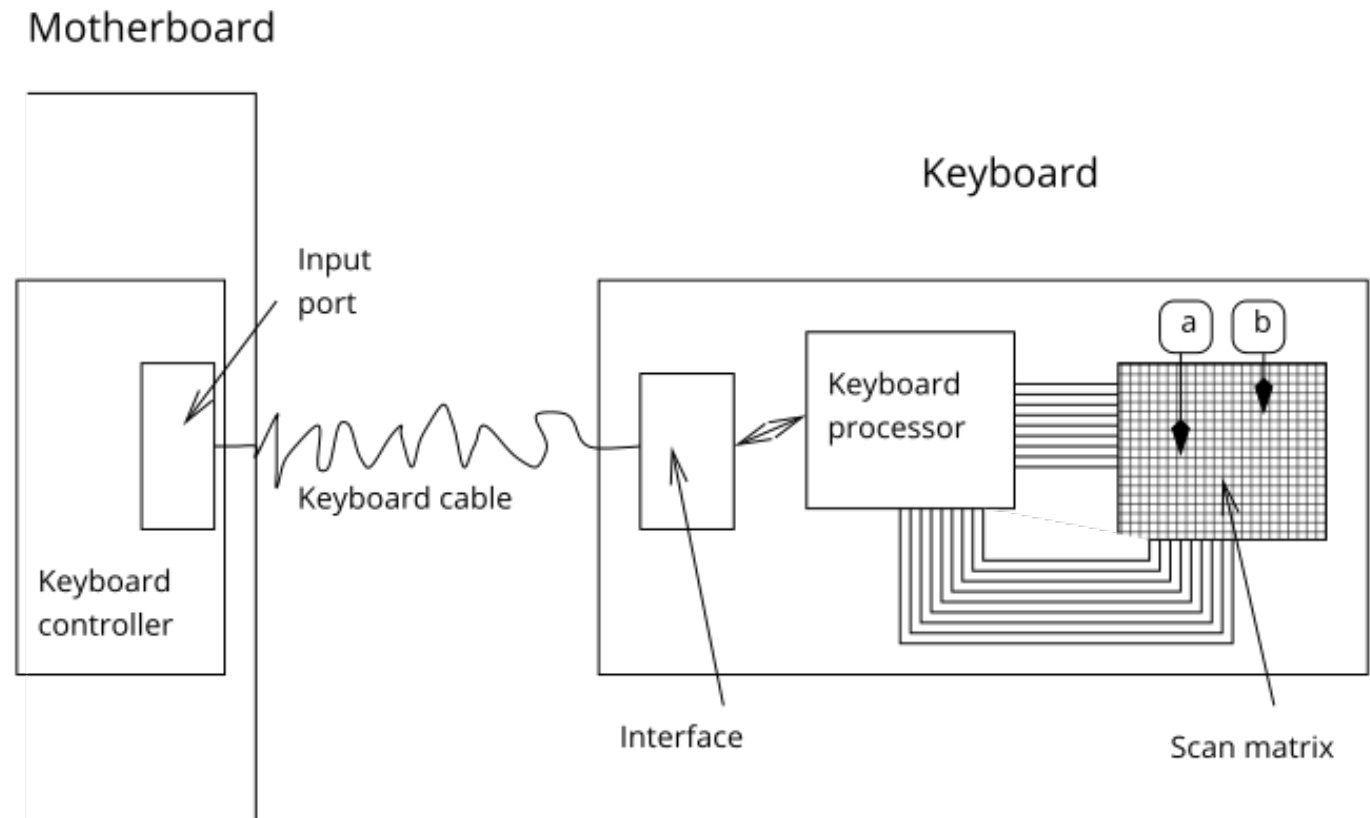 Motherboard
Keyboard
Input
port
a
b
Keyboard
processor
Keyboard cable
Keyboard
controller
Interface
Scan matrix